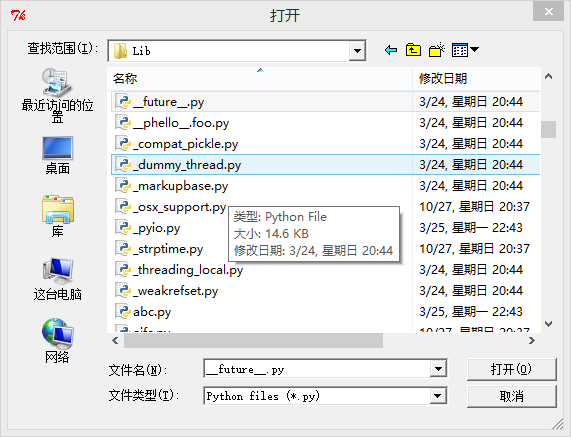 打开
查找范围(I):
Lib
最近访问的位置
桌面
库
这台电脑
网络
名称
修改日期
__future__.py
3/24, 星期日 20:44
__phello__.foo.py
3/24, 星期日 20:44
_compat_pickle.py
3/24, 星期日 20:44
_dummy_thread.py
3/24, 星期日 20:44
_markupbase.py
3/24, 星期日 20:44
_osx_support.py
10/27, 星期日 20:37
_pyio.py
3/25, 星期一 22:43
_strptime.py
10/27, 星期日 20:37
_threading_local.py
3/24, 星期日 20:44
_weakrefset.py
3/24, 星期日 20:44
abc.py
3/25, 星期一 22:43
类型: Python File
大小: 14.6 KB
修改日期: 3/24, 星期日 20:44
文件名(N):
__future__.py
打开(O)
文件类型(T):
Python files (*.py)
取消